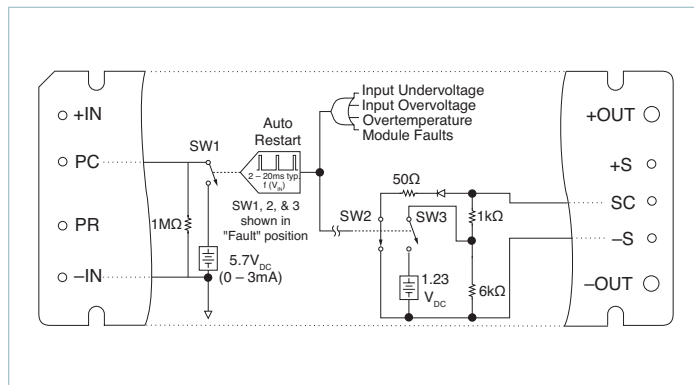 +IN
PC
PR
–IN
SW1
1MΩ
5.7V DC
(0 – 3mA)
Auto
Restart
2 – 20ms typ.
f (V IN)
SW1, 2, & 3
shown in
"Fault" position
Input Undervoltage
Input Overvoltage
Overtemperature
Module Faults
50Ω
SW2
SW3
1kΩ
1.23
V DC
6kΩ
+OUT
+S
SC
–S
–OUT